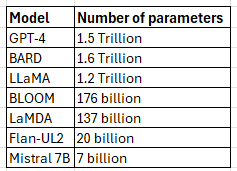 Model Number of parameters
GPT-4 1.5 Trillion
BARD 1.6 Trillion
LLaMA 1.2 Trillion
BLOOM 176 billion
LaMDA 137 billion
Flan-UL2 20 billion
Mistral 7B 7 billion